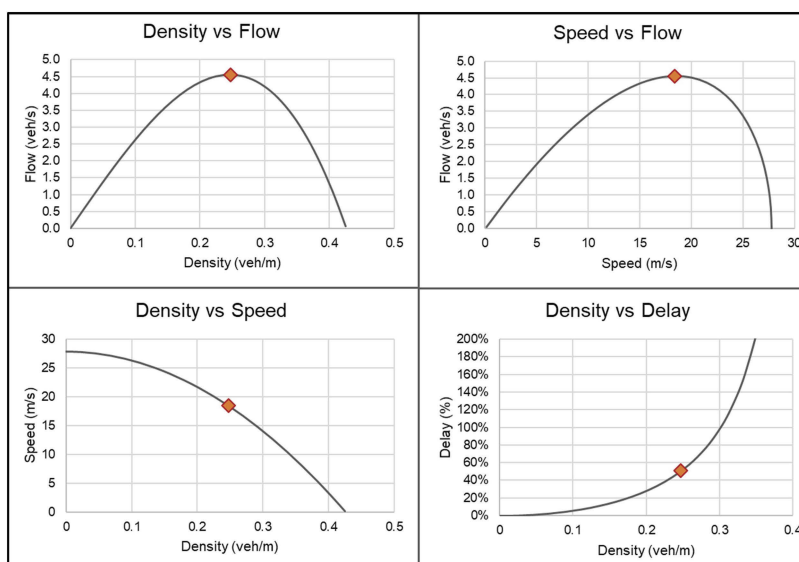 Density vs Flow
5.0
4.5
4.0
3.5
3.0
2.5
2.0
1.5
1.0
0.5
0.0
Flow (veh/s)
0 0.1 0.2 0.3 0.4 0.5
Density (veh/m)
Speed vs Flow
5.0
4.5
4.0
3.5
3.0
2.5
2.0
1.5
1.0
0.5
0.0
Flow (veh/s)
0 5 10 15 20 25 30
Speed (m/s)
Density vs Speed
30
25
20
15
10
5
0
Speed (m/s)
0 0.1 0.2 0.3 0.4 0.5
Density (veh/m)
Density vs Delay
200%
180%
160%
140%
120%
100%
80%
60%
40%
20%
0%
Delay (%)
0 0.1 0.2 0.3 0.4
Density (veh/m)